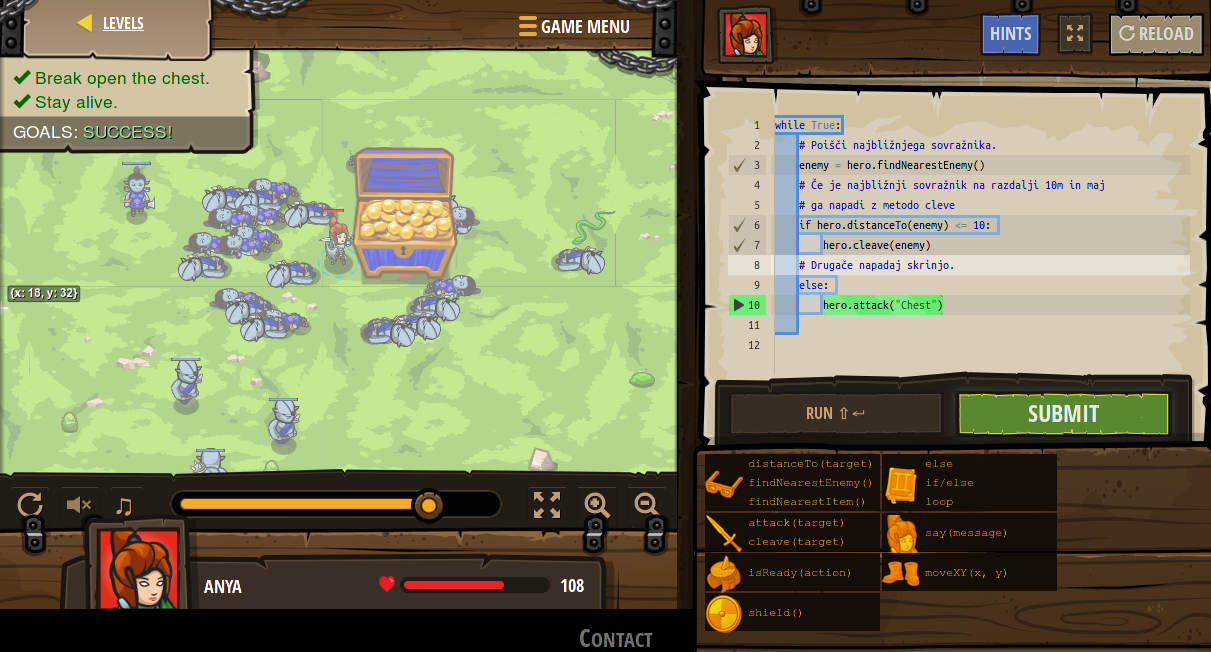 LEVELS
GAME MENU
Break open the chest.
Stay alive.
GOALS: SUCCESS!
{x: 18, y: 32}
ANYA
108
CONTACT
HINTS
RELOAD
1 while True:
2 # Poišči najbližnjega sovražnika.
3 enemy = hero.findNearestEnemy()
4 # Če je najbližnji sovražnik na razdalji 10m in maj
5 # ga napadi z metodo cleve
6 if hero.distanceTo(enemy) <= 10:
7 hero.cleave(enemy)
8 # Drugače napadaj skrinjo.
9 else:
10 hero.attack("Chest")
11
12
RUN ⇧↵
SUBMIT
distanceTo(target)
findNearestEnemy()
findNearestItem()
else
if/else
loop
attack(target)
cleave(target)
say(message)
isReady(action)
moveXY(x, y)
shield()